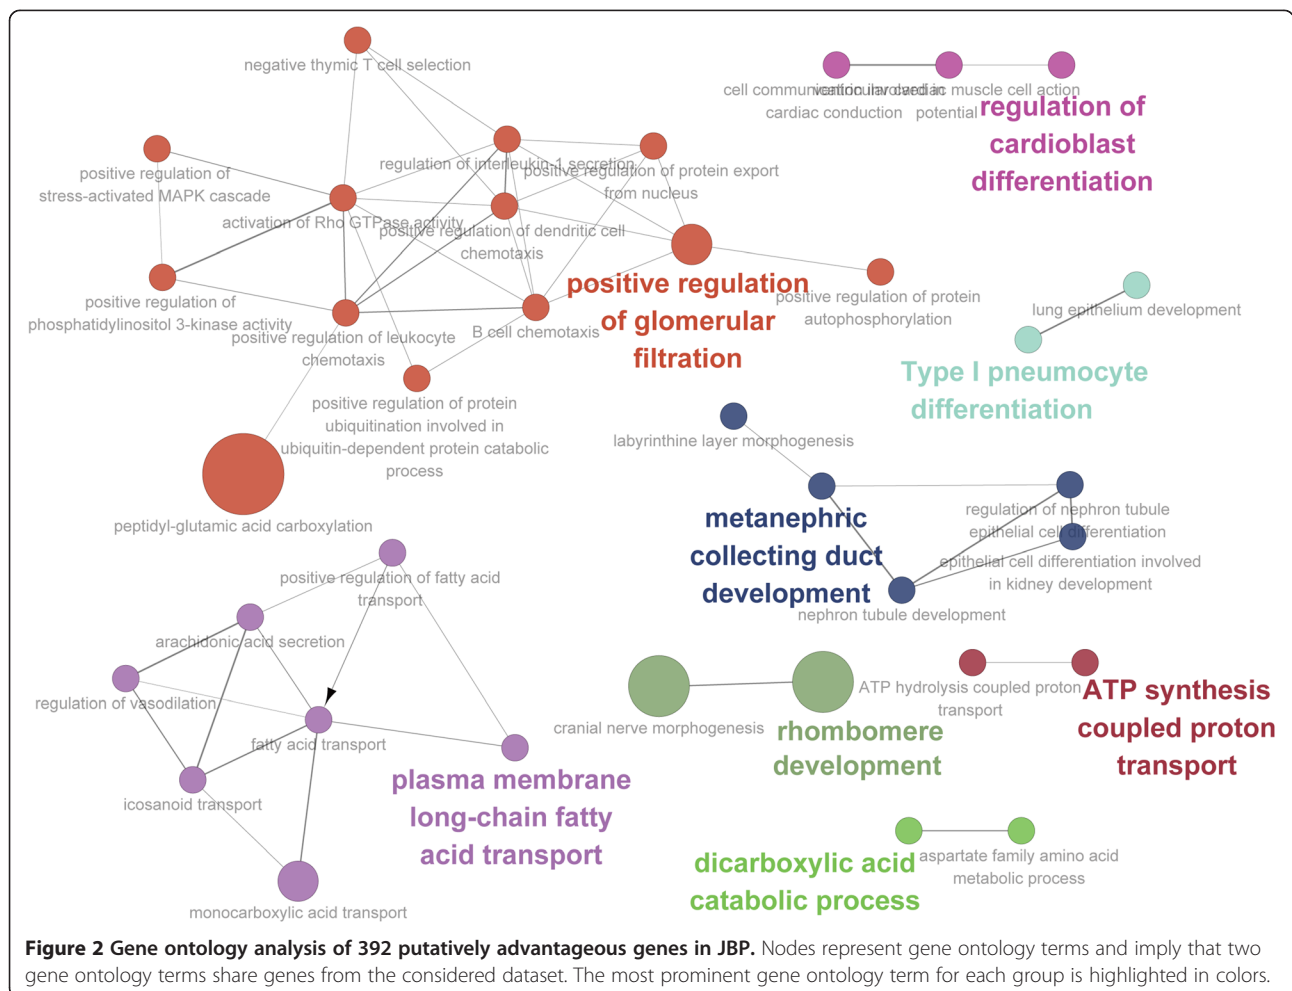 negative thymic T cell selection
positive regulation of
stress-activated MAPK cascade
regulation of interleukin-1 secretion
positive regulation of protein export
from nucleus
activation of Rho GTPase activity
positive regulation of dendritic cell
chemotaxis
positive regulation
of glomerular
filtration
positive regulation of protein
autophosphorylation
positive regulation of
phosphatidylinositol 3-kinase activity
positive regulation of leukocyte
chemotaxis
B cell chemotaxis
positive regulation of protein
ubiquitination involved in
ubiquitin-dependent protein catabolic
process
peptidyl-glutamic acid carboxylation
cell communication involved in
cardiac conduction
ventricular cardiac muscle cell action
potential
regulation of
cardioblast
differentiation
lung epithelium development
Type I pneumocyte
differentiation
labyrinthine layer morphogenesis
metanephric
collecting duct
development
regulation of nephron tubule
epithelial cell differentiation
epithelial cell differentiation involved
in kidney development
nephron tubule development
positive regulation of fatty acid
transport
arachidonic acid secretion
regulation of vasodilation
fatty acid transport
icosanoid transport
plasma membrane
long-chain fatty
acid transport
monocarboxylic acid transport
cranial nerve morphogenesis
rhombomere
development
ATP hydrolysis coupled proton
transport
ATP synthesis
coupled proton
transport
dicarboxylic acid
catabolic process
aspartate family amino acid
metabolic process
Figure 2 Gene ontology analysis of 392 putatively advantageous genes in JBP. Nodes represent gene ontology terms and imply that two
gene ontology terms share genes from the considered dataset. The most prominent gene ontology term for each group is highlighted in colors.